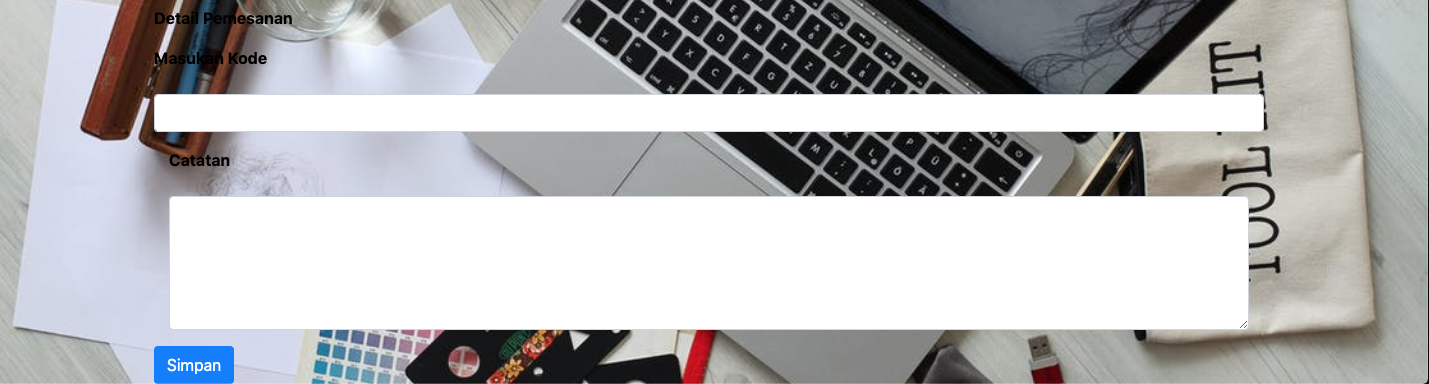 Detail Pemesanan
Masukan Kode
Catatan
Simpan
TOOL KIT